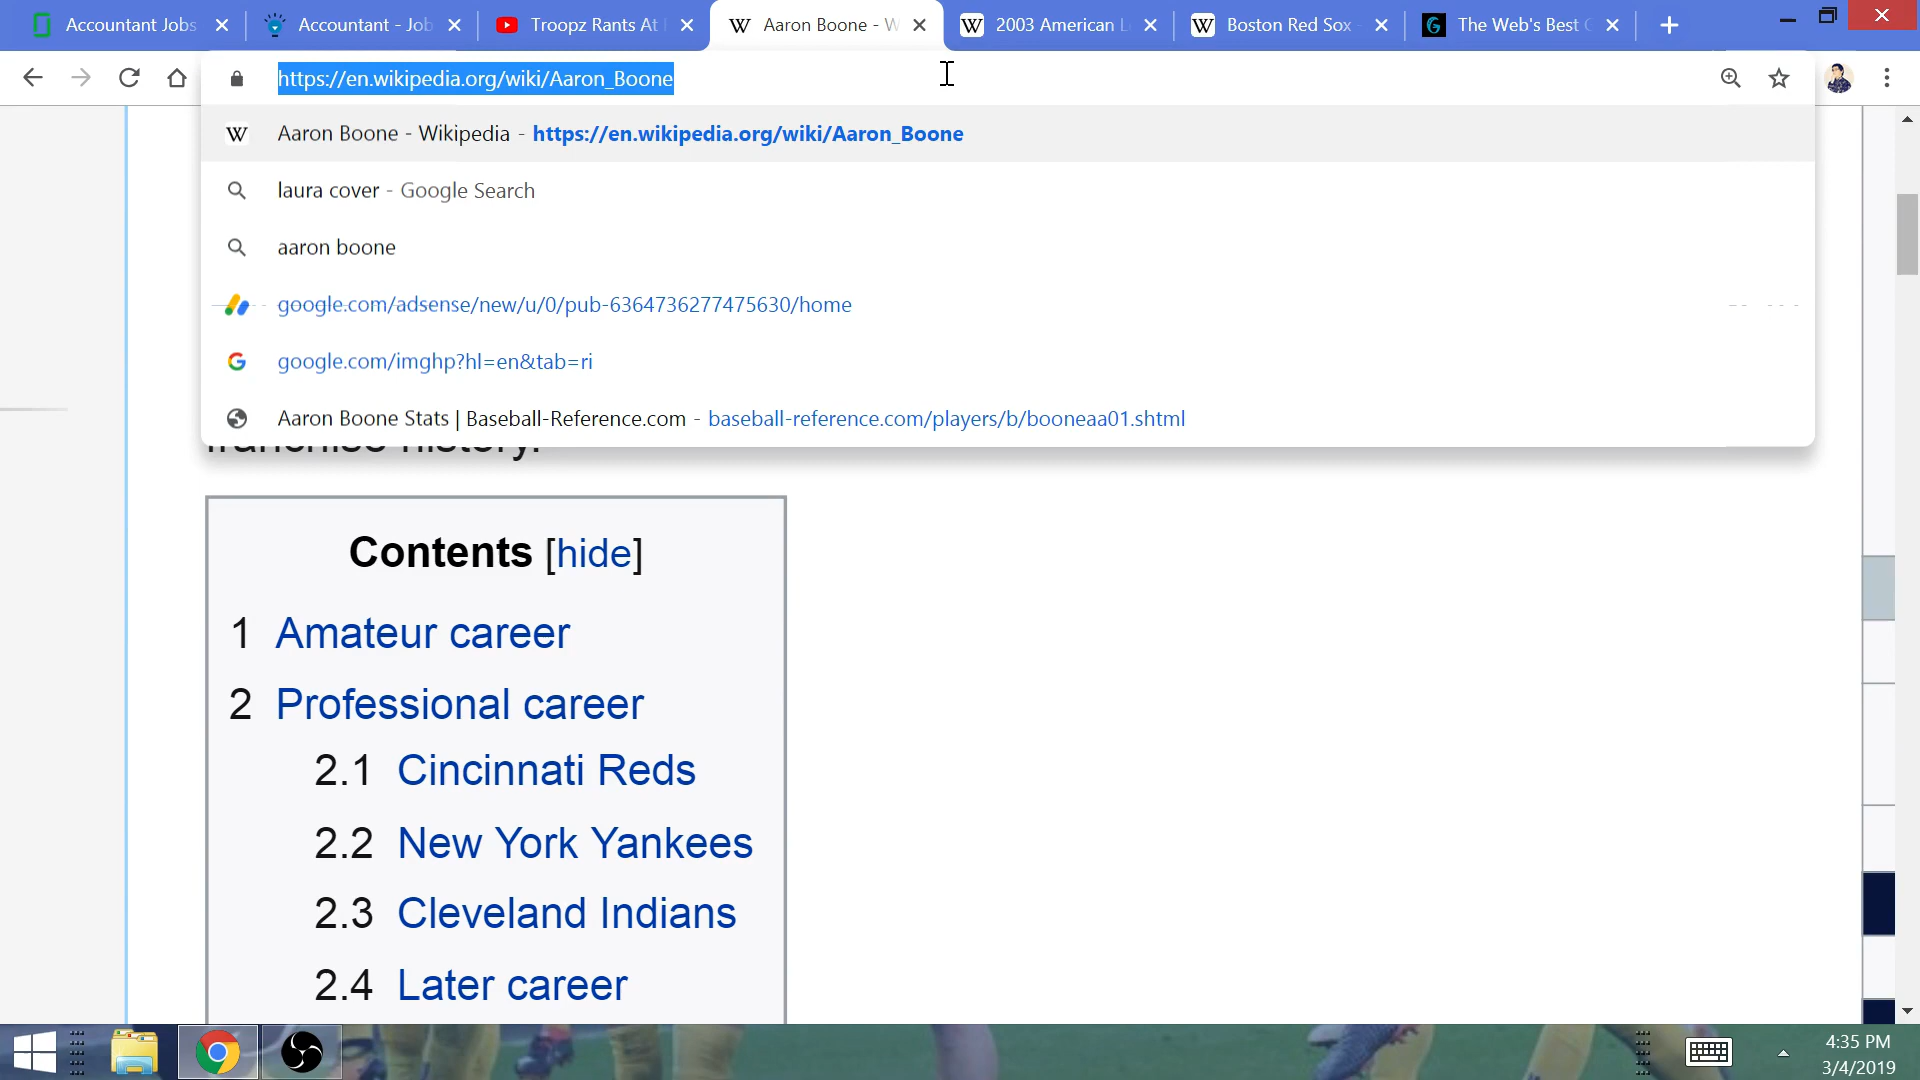 Accountant Jobs
Accountant - Job
Troopz Rants At
Aaron Boone - W
2003 American L
Boston Red Sox -
The Web's Best
https://en.wikipedia.org/wiki/Aaron_Boone
Aaron Boone - Wikipedia - https://en.wikipedia.org/wiki/Aaron_Boone
laura cover - Google Search
aaron boone
google.com/adsense/new/u/0/pub-6364736277475630/home
google.com/imghp?hl=en&tab=ri
Aaron Boone Stats | Baseball-Reference.com - baseball-reference.com/players/b/booneaa01.shtml
franchise history.
Contents [hide]
1 Amateur career
2 Professional career
2.1 Cincinnati Reds
2.2 New York Yankees
2.3 Cleveland Indians
2.4 Later career
4:35 PM
3/4/2019